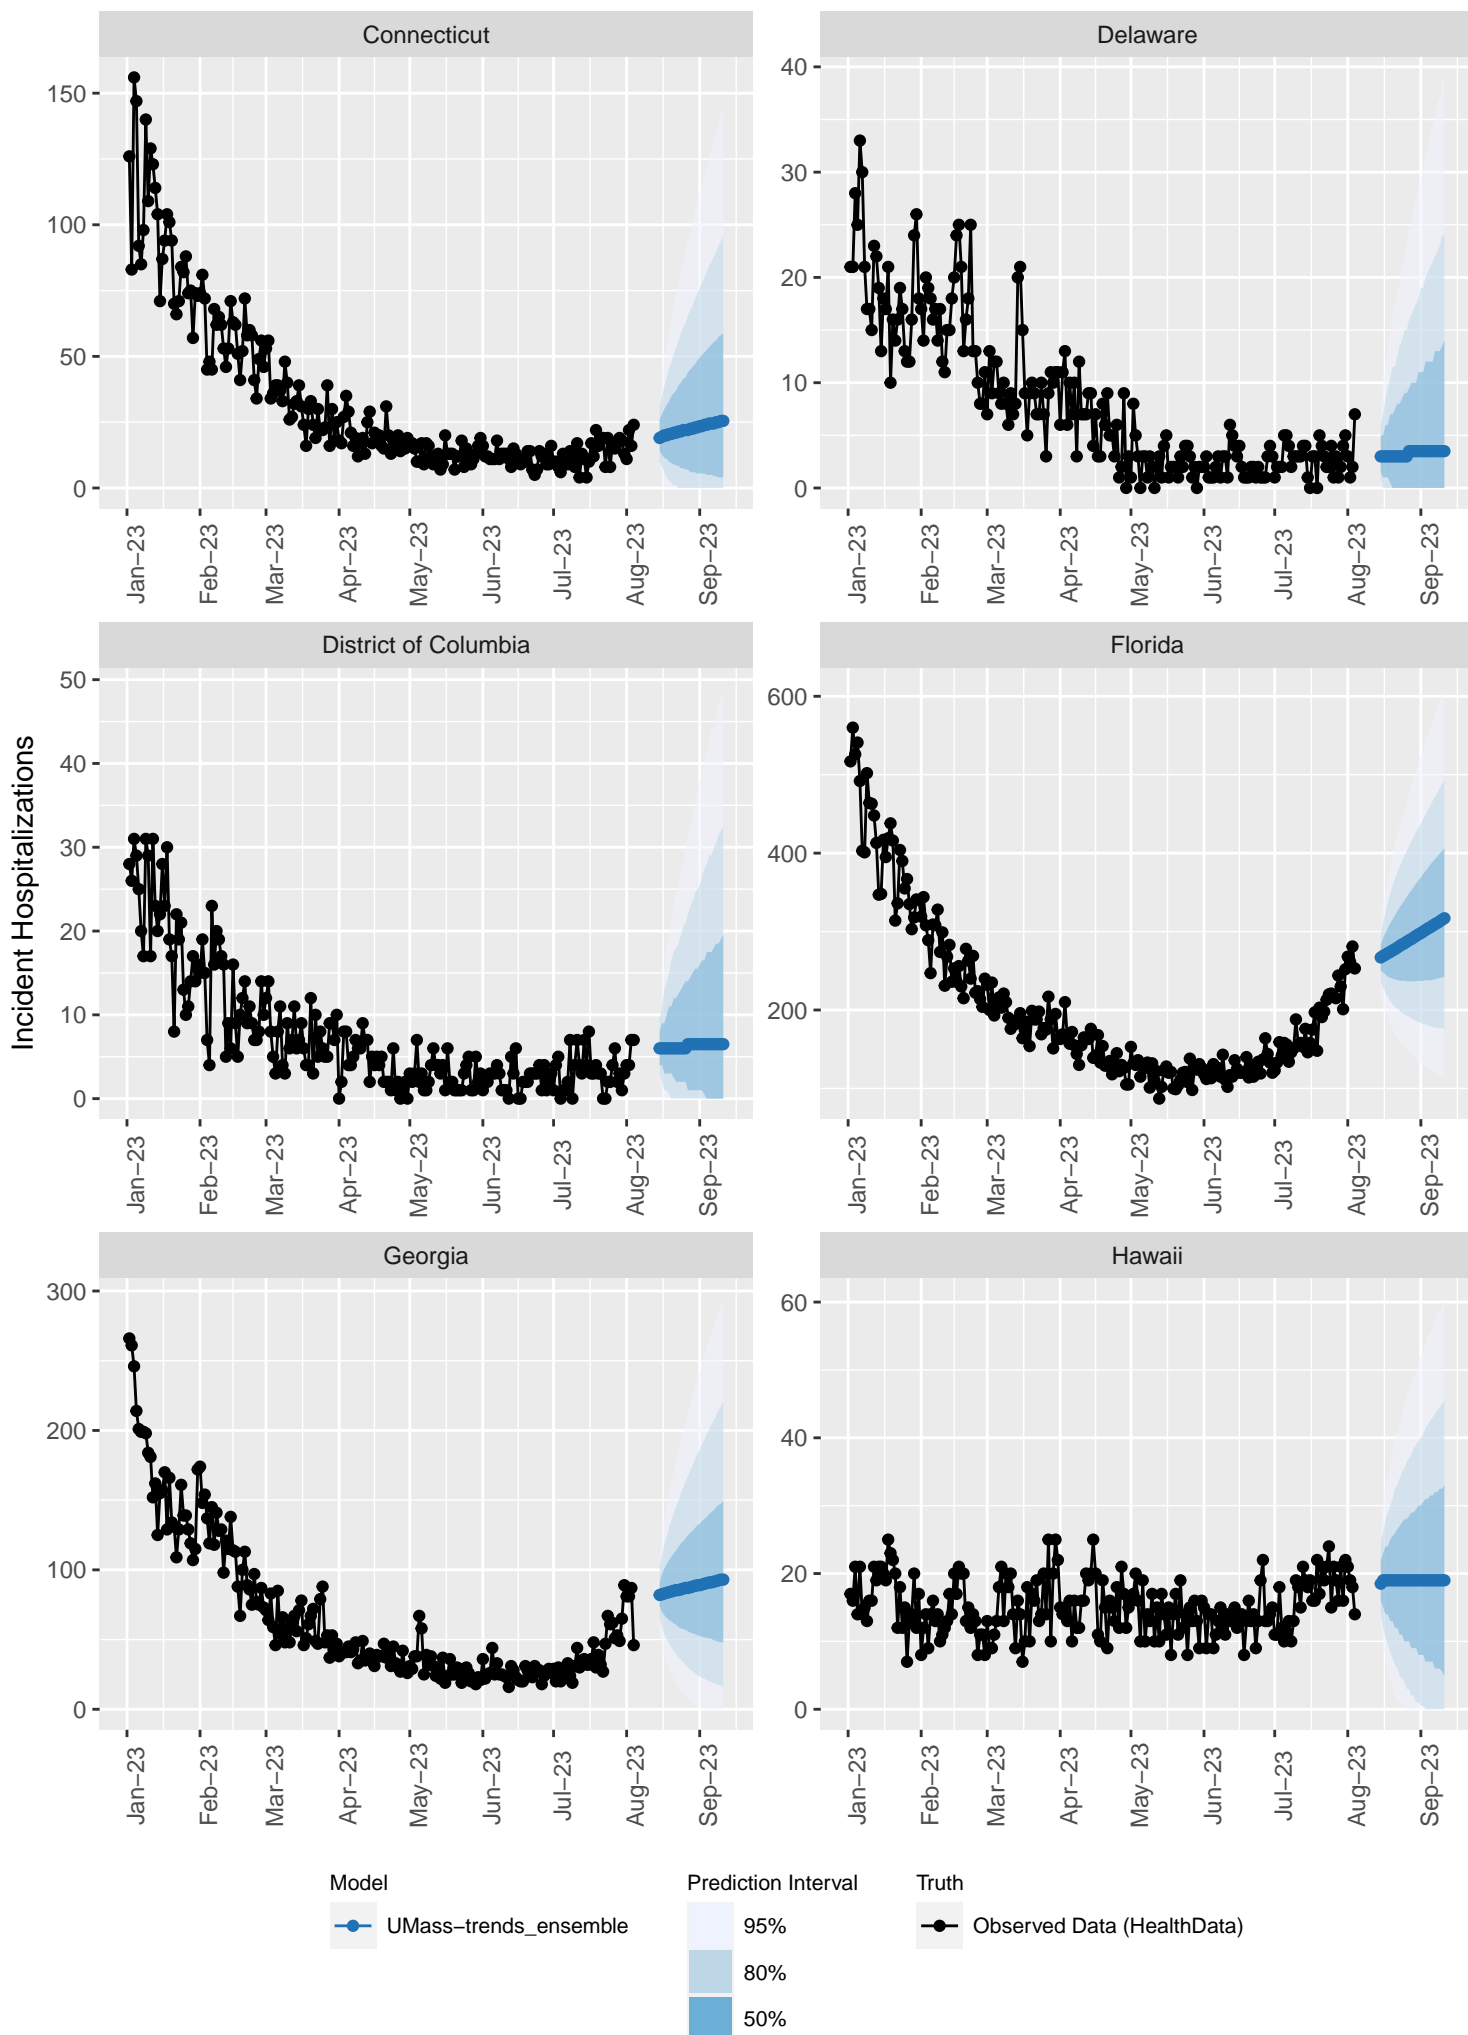 Connecticut
Delaware
150
100
50
0
40
30
20
10
0
Jan−23
Feb−23
Mar−23
Apr−23
May−23
Jun−23
Jul−23
Aug−23
Sep−23
Jan−23
Feb−23
Mar−23
Apr−23
May−23
Jun−23
Jul−23
Aug−23
Sep−23
District of Columbia
Florida
Incident Hospitalizations
50
40
30
20
10
0
600
400
200
Jan−23
Feb−23
Mar−23
Apr−23
May−23
Jun−23
Jul−23
Aug−23
Sep−23
Jan−23
Feb−23
Mar−23
Apr−23
May−23
Jun−23
Jul−23
Aug−23
Sep−23
Georgia
Hawaii
300
200
100
0
60
40
20
0
Jan−23
Feb−23
Mar−23
Apr−23
May−23
Jun−23
Jul−23
Aug−23
Sep−23
Jan−23
Feb−23
Mar−23
Apr−23
May−23
Jun−23
Jul−23
Aug−23
Sep−23
Model
UMass−trends_ensemble
Prediction Interval
95%
80%
50%
Truth
Observed Data (HealthData)